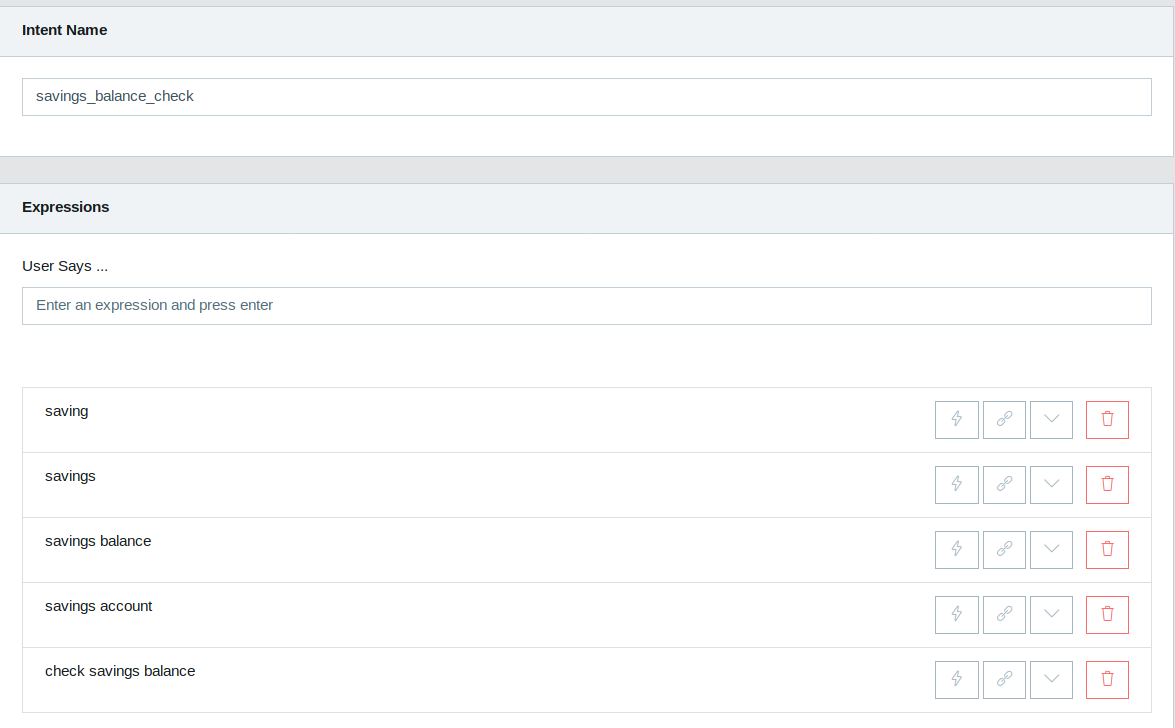 Intent Name
savings_balance_check
Expressions
User Says ...
Enter an expression and press enter
saving
savings
savings balance
savings account
check savings balance